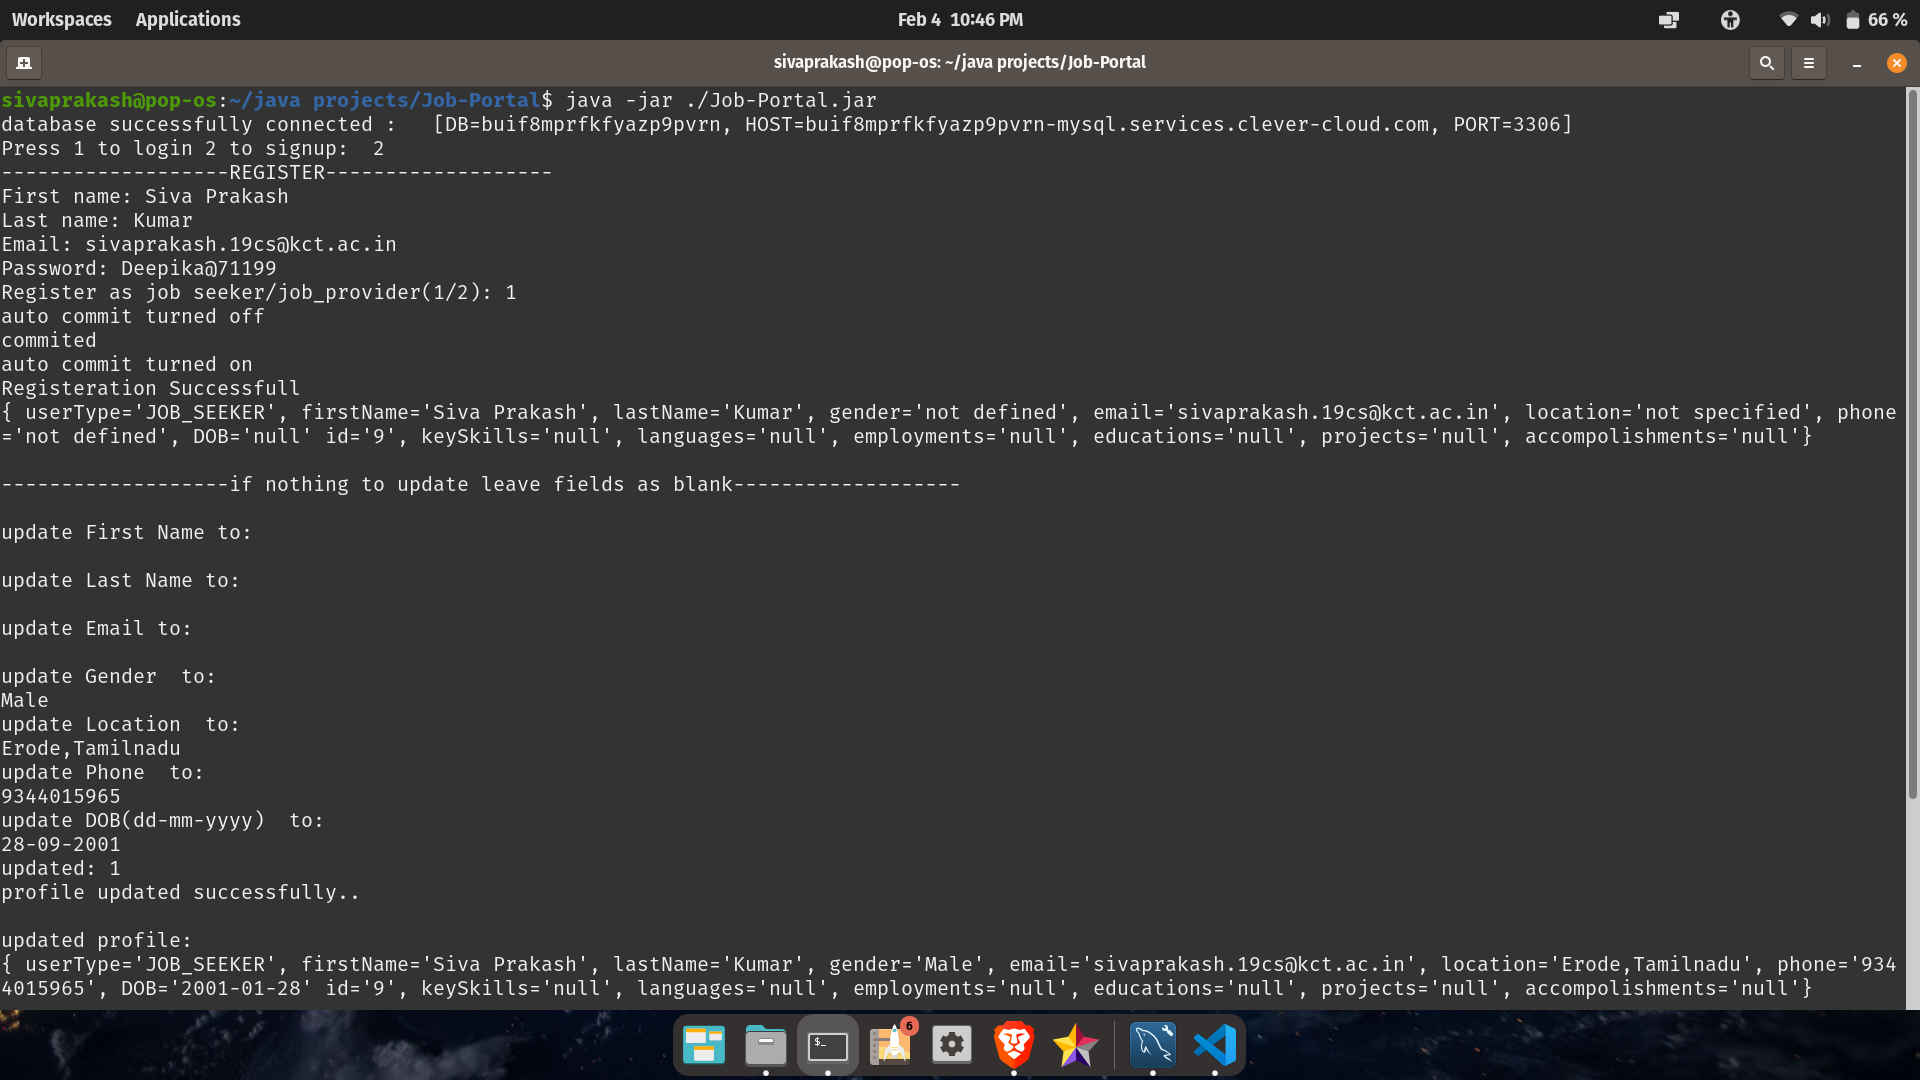 Workspaces Applications Feb 4 10:46 PM 66 %
sivaprakash@pop-os: ~/java projects/Job-Portal
sivaprakash@pop-os:~/java projects/Job-Portal$ java -jar ./Job-Portal.jar
database successfully connected :   [DB=buif8mprfkfyazp9pvrn, HOST=buif8mprfkfyazp9pvrn-mysql.services.clever-cloud.com, PORT=3306]
Press 1 to login 2 to signup:  2
-------------------REGISTER-------------------
First name: Siva Prakash
Last name: Kumar
Email: sivaprakash.19cs@kct.ac.in
Password: Deepika@71199
Register as job seeker/job_provider(1/2): 1
auto commit turned off
commited
auto commit turned on
Registeration Successfull
{ userType='JOB_SEEKER', firstName='Siva Prakash', lastName='Kumar', gender='not defined', email='sivaprakash.19cs@kct.ac.in', location='not specified', phone
='not defined', DOB='null' id='9', keySkills='null', languages='null', employments='null', educations='null', projects='null', accompolishments='null'}
-------------------if nothing to update leave fields as blank-------------------
update First Name to:
update Last Name to:
update Email to:
update Gender  to:
Male
update Location  to:
Erode,Tamilnadu
update Phone  to:
9344015965
update DOB(dd-mm-yyyy)  to:
28-09-2001
updated: 1
profile updated successfully..
updated profile:
{ userType='JOB_SEEKER', firstName='Siva Prakash', lastName='Kumar', gender='Male', email='sivaprakash.19cs@kct.ac.in', location='Erode,Tamilnadu', phone='934
4015965', DOB='2001-01-28' id='9', keySkills='null', languages='null', employments='null', educations='null', projects='null', accompolishments='null'}
$_
6